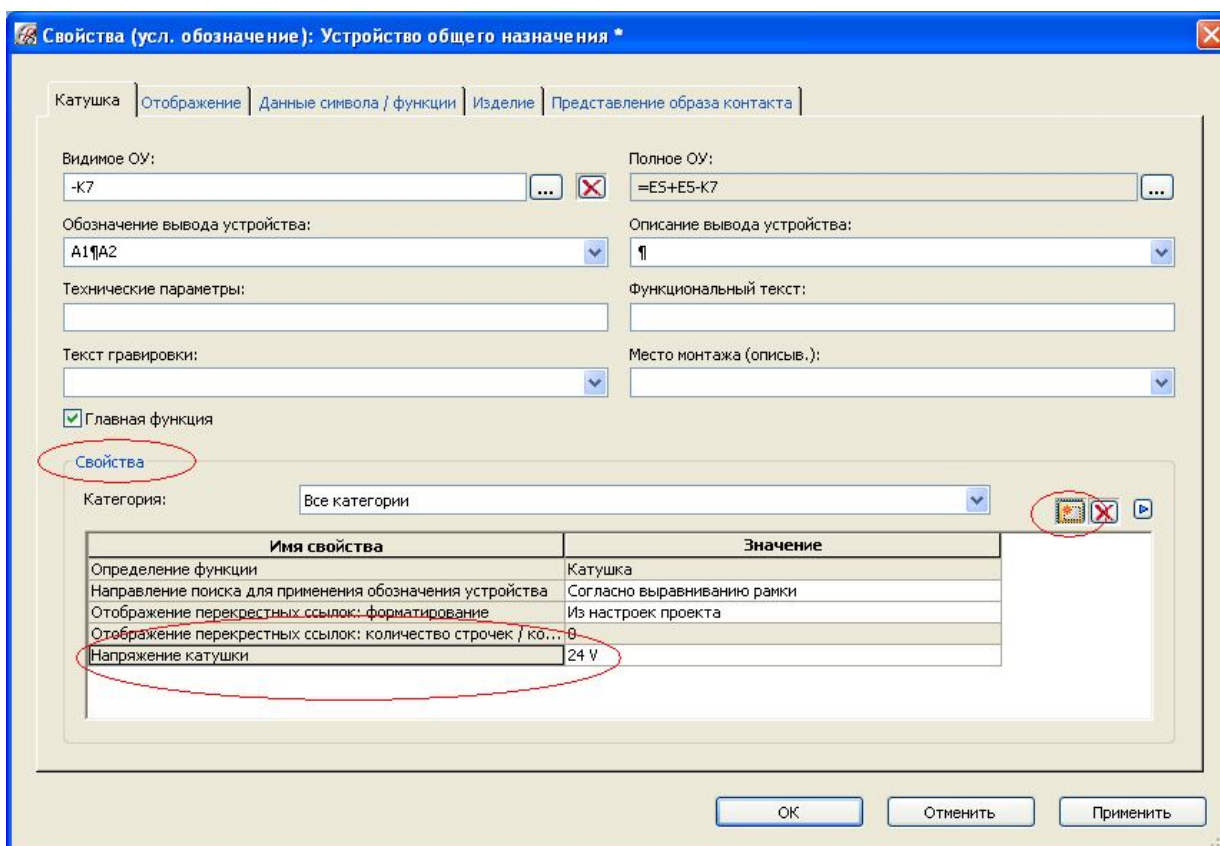 Свойства (усл. обозначение): Устройство общего назначения *
Катушка Отображение Данные символа / функции Изделие Представление образа контакта
Видимое ОУ: Полное ОУ:
-K7 ... =ES+E5-K7 ...
Обозначение вывода устройства: Описание вывода устройства:
A1¶A2 ¶
Технические параметры: Функциональный текст:
Текст гравировки: Место монтажа (описыв.):
Главная функция
Свойства
Категория: Все категории
Имя свойства Значение
Определение функции Катушка
Направление поиска для применения обозначения устройства Согласно выравниванию рамки
Отображение перекрестных ссылок: форматирование Из настроек проекта
Отображение перекрестных ссылок: количество строчек / ко... 0
Напряжение катушки 24 V
ОК Отменить Применить